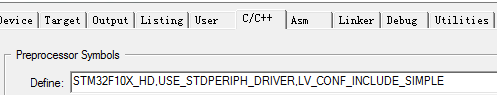 Device Target Output Listing User C/C++ Asm Linker Debug Utilities
Preprocessor Symbols
Define: STM32F10X_HD,USE_STDPERIPH_DRIVER,LV_CONF_INCLUDE_SIMPLE